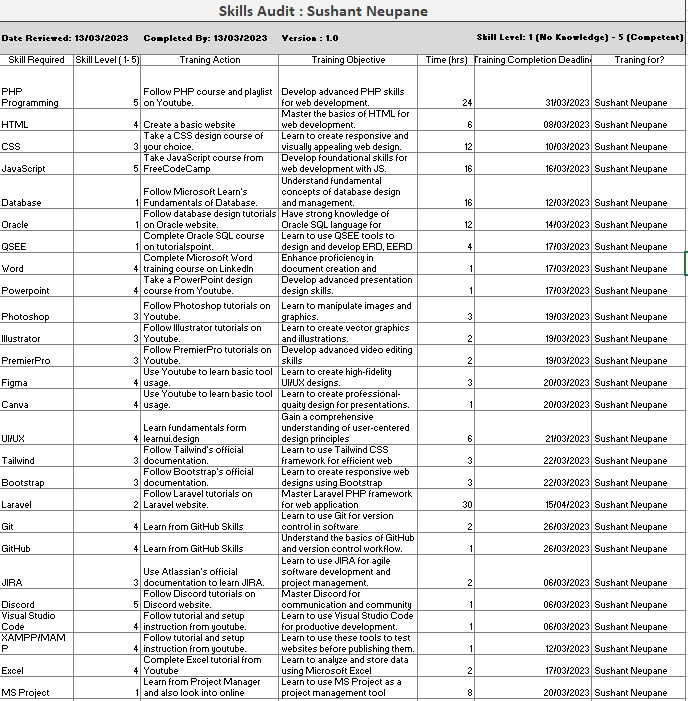 Skills Audit : Sushant Neupane
Date Reviewed: 13/03/2023 Completed By: 13/03/2023 Version : 1.0 Skill Level: 1 (No Knowledge) - 5 (Competent)
Skill Required Skill Level ( 1- 5) Traning Action Training Objective Time (hrs) Training Completion Deadlin Traning for?
PHP Follow PHP course and playlist Develop advanced PHP skills
Programming 5 on Youtube. for web development. 24 31/03/2023 Sushant Neupane
Master the basics of HTML for
HTML 4 Create a basic website web development. 6 08/03/2023 Sushant Neupane
Take a CSS design course of Learn to create responsive and
CSS 3 your choice. visually appealing web design. 12 10/03/2023 Sushant Neupane
Take JavaScript course from Develop foundational skills for
JavaScript 5 FreeCodeCamp web development with JS. 16 16/03/2023 Sushant Neupane
Understand fundamental
Follow Microsoft Learn's concepts of database design
Database 1 Fundamentals of Database. and management. 16 12/03/2023 Sushant Neupane
Follow database design tutorials Have strong knowledge of
Oracle 1 on Oracle website. Oracle SQL language for 12 14/03/2023 Sushant Neupane
Complete Oracle SQL course Learn to use QSEE tools to
QSEE 1 on tutorialspoint. design and develop ERD, EERD 4 17/03/2023 Sushant Neupane
Complete Microsoft Word Enhance proficiency in
Word 4 training course on LinkedIn document creation and 1 17/03/2023 Sushant Neupane
Take a PowerPoint design Develop advanced presentation
Powerpoint 4 course from Youtube. design skills. 1 17/03/2023 Sushant Neupane
Follow Photoshop tutorials on Learn to manipulate images and
Photoshop 3 Youtube. graphics. 3 19/03/2023 Sushant Neupane
Follow Illustrator tutorials on Learn to create vector graphics
Illustrator 3 Youtube. and illustrations. 2 19/03/2023 Sushant Neupane
Follow PremierPro tutorials on Develop advanced video editing
PremierPro 3 Youtube. skills 2 19/03/2023 Sushant Neupane
Use Youtube to learn basic tool Learn to create high-fidelity
Figma 4 usage. UI/UX designs. 3 20/03/2023 Sushant Neupane
Use Youtube to learn basic tool Learn to create professional-
Canva 4 usage. quaity design for presentations. 1 20/03/2023 Sushant Neupane
Gain a comprehensive
Learn fundamentals form understanding of user-centered
UI/UX 4 learnui.design design principles 6 21/03/2023 Sushant Neupane
Follow Tailwind's official Learn to use Tailwind CSS
Tailwind 3 documentation. framework for efficient web 3 22/03/2023 Sushant Neupane
Follow Bootstrap's official Learn to create responsive web
Bootstrap 3 documentation. designs using Bootstrap 3 22/03/2023 Sushant Neupane
Follow Laravel tutorials on Master Laravel PHP framework
Laravel 2 Laravel website. for web application 30 15/04/2023 Sushant Neupane
Learn to use Git for version
Git 4 Learn from GitHub Skills control in software 2 26/03/2023 Sushant Neupane
Understand the basics of GitHub
GitHub 4 Learn from GitHub Skills and version control workflow. 1 26/03/2023 Sushant Neupane
Learn to use JIRA for agile
Use Atlassian's official software development and
JIRA 3 documentation to learn JIRA. project management. 2 06/03/2023 Sushant Neupane
Follow Discord tutorials on Master Discord for
Discord 5 Discord website. communication and community 1 06/03/2023 Sushant Neupane
Visual Studio Follow tutorial and setup Learn to use Visual Studio Code
Code 4 instruction from youtube. for productive development. 1 06/03/2023 Sushant Neupane
XAMPP/MAM Follow tutorial and setup Learn to use these tools to test
P 4 instruction from youtube. websites before publishing them. 1 12/03/2023 Sushant Neupane
Complete Excel tutorial from Learn to analyze and store data
Excel 4 Youtube using Microsoft Excel 2 17/03/2023 Sushant Neupane
Learn from Project Manager Learn to use MS Project as a
MS Project 1 and also look into online project management tool 8 20/03/2023 Sushant Neupane